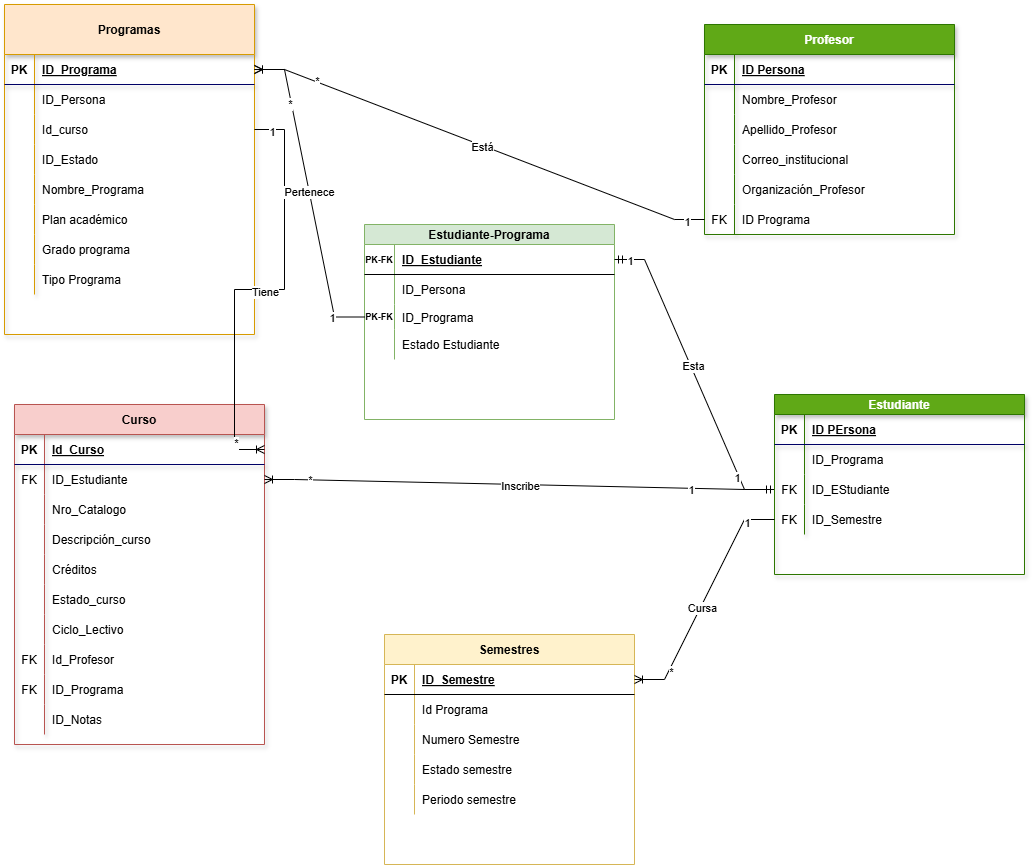 Programas
PK ID_Programa
ID_Persona
Id_curso
ID_Estado
Nombre_Programa
Plan académico
Grado programa
Tipo Programa
Profesor
PK ID Persona
Nombre_Profesor
Apellido_Profesor
Correo_institucional
Organización_Profesor
FK ID Programa
*
Está
1
*
Pertenece
1
1
Tiene
*
Estudiante-Programa
PK-FK ID_Estudiante
ID_Persona
PK-FK ID_Programa
Estado Estudiante
1
Esta
1
Estudiante
PK ID PErsona
ID_Programa
FK ID_EStudiante
FK ID_Semestre
Curso
PK Id_Curso
FK ID_Estudiante
Nro_Catalogo
Descripción_curso
Créditos
Estado_curso
Ciclo_Lectivo
FK Id_Profesor
FK ID_Programa
ID_Notas
*
Inscribe
1
1
Cursa
*
Semestres
PK ID_Semestre
Id Programa
Numero Semestre
Estado semestre
Periodo semestre